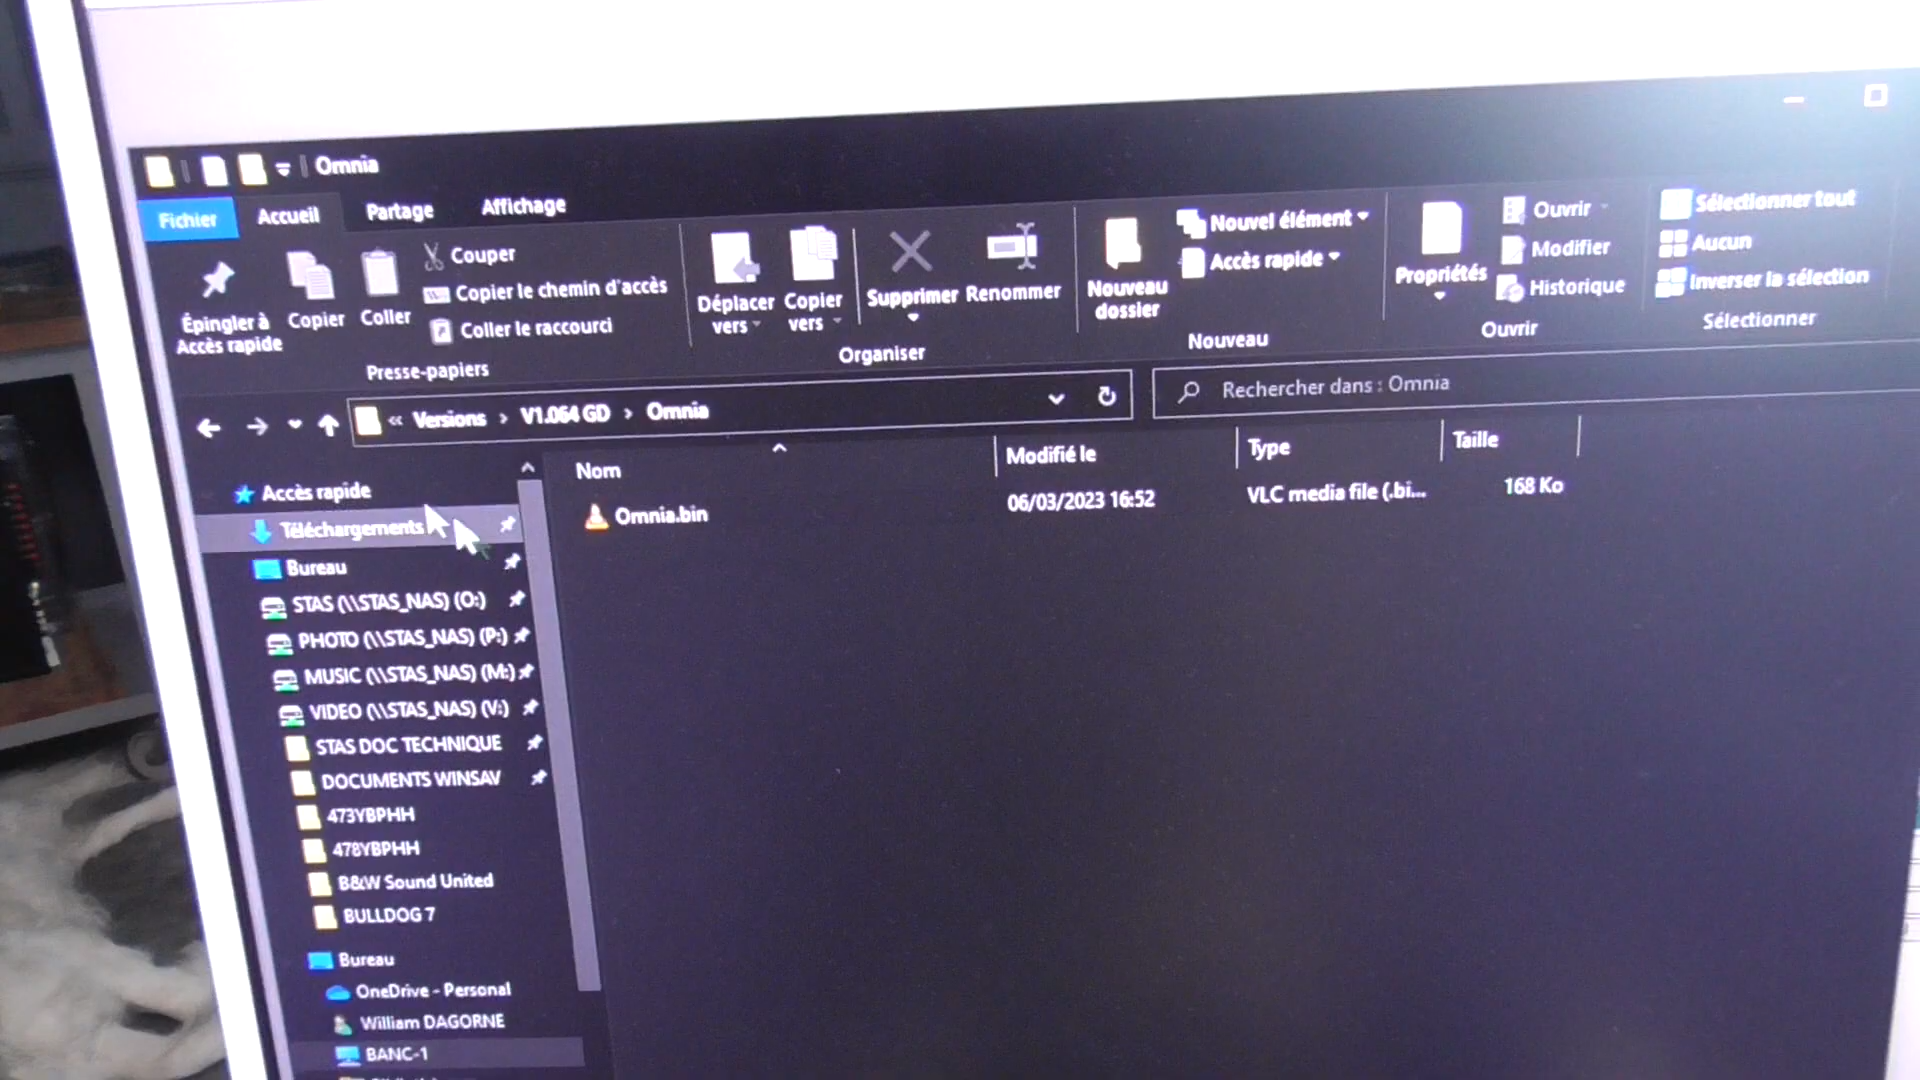 Omnia
Fichier
Accueil
Partage
Affichage
Épingler à
Accès rapide
Copier
Coller
Couper
Copier le chemin d'accès
Coller le raccourci
Presse-papiers
Déplacer
vers
Copier
vers
Supprimer
Renommer
Organiser
Nouveau
dossier
Nouvel élément
Accès rapide
Nouveau
Propriétés
Ouvrir
Modifier
Historique
Ouvrir
Sélectionner tout
Aucun
Inverser la sélection
Sélectionner
« Versions > V1.064 GD > Omnia
Rechercher dans : Omnia
Nom
Modifié le
Type
Taille
Omnia.bin
06/03/2023 16:52
VLC media file (.bi...
168 Ko
Accès rapide
Téléchargements
Bureau
STAS (\\STAS_NAS) (O:)
PHOTO (\\STAS_NAS) (P:)
MUSIC (\\STAS_NAS) (M:)
VIDEO (\\STAS_NAS) (V:)
STAS DOC TECHNIQUE
DOCUMENTS WINSAV
473YBPHH
478YBPHH
B&W Sound United
BULLDOG 7
Bureau
OneDrive - Personal
William DAGORNE
BANC-1